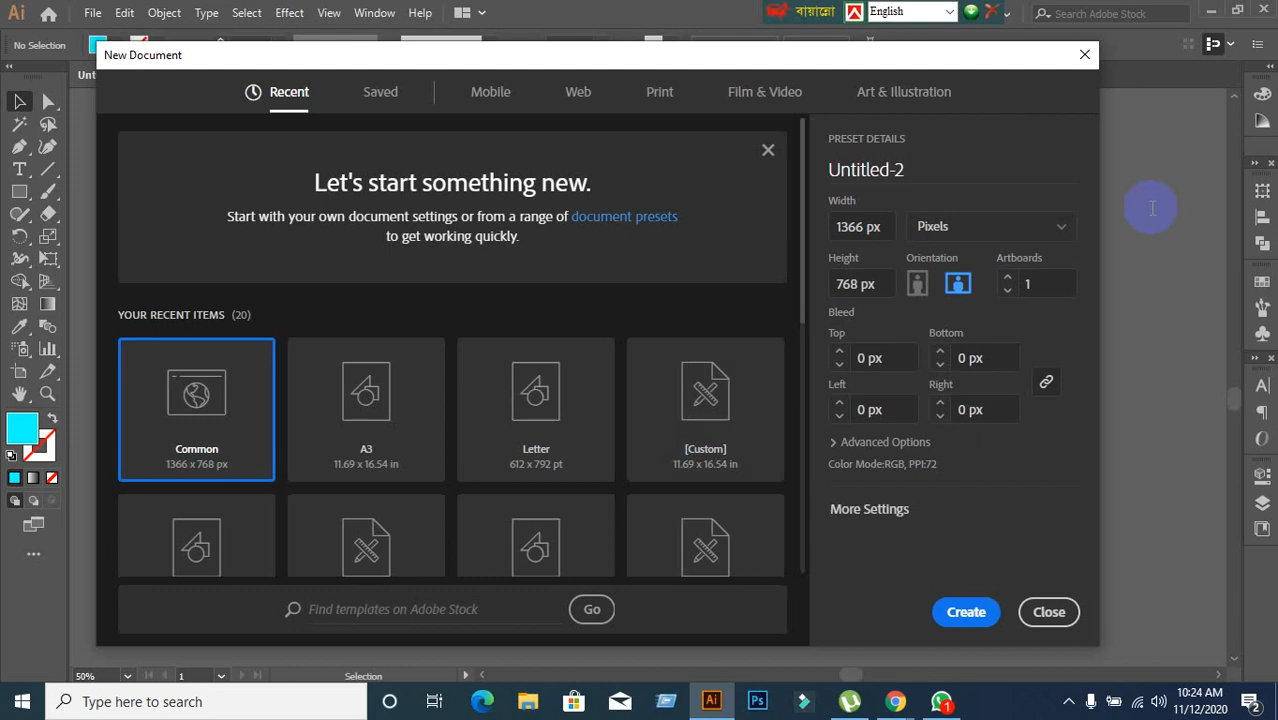 Ai File Edit Object Type Select Effect View Window Help বায়ান্নো English Search Adobe Stock
No Selection
New Document
Recent Saved Mobile Web Print Film & Video Art & Illustration
Let's start something new.
Start with your own document settings or from a range of document presets
to get working quickly.
YOUR RECENT ITEMS (20)
Common
1366 x 768 px
A3
11.69 x 16.54 in
Letter
612 x 792 pt
[Custom]
11.69 x 16.54 in
Find templates on Adobe Stock Go
PRESET DETAILS
Untitled-2
Width
1366 px Pixels
Height Orientation Artboards
768 px 1
Bleed
Top Bottom
0 px 0 px
Left Right
0 px 0 px
Advanced Options
Color Mode:RGB, PPI:72
More Settings
Create Close
50% 1 Selection
Type here to search Ai Ps 1 10:24 AM
11/12/2020 2